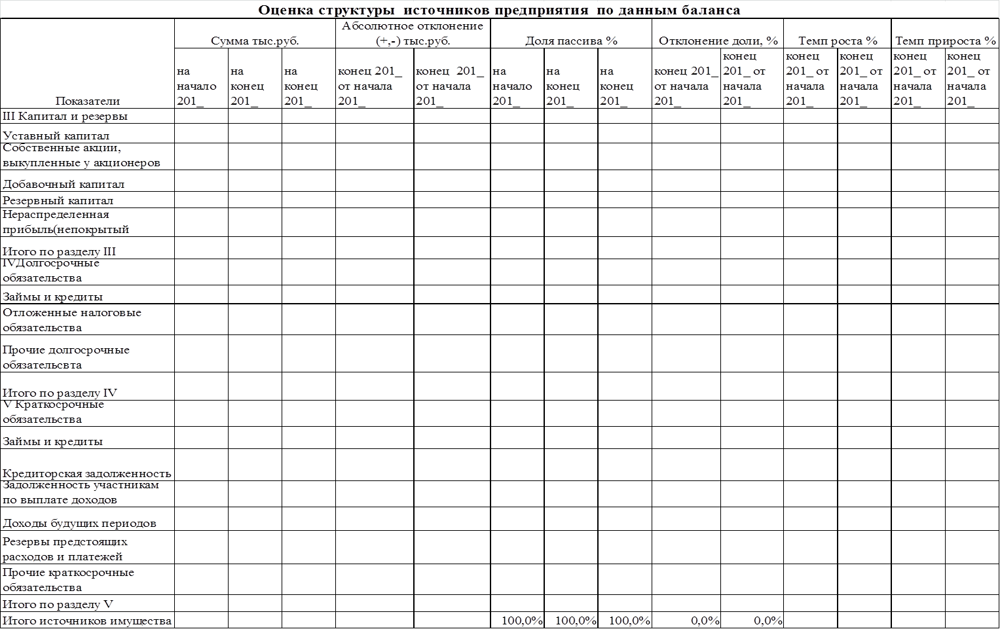 Оценка структуры источников предприятия по данным баланса
Показатели
Сумма тыс.руб.
Абсолютное отклонение
(+,-) тыс.руб.
Доля пассива %
Отклонение доли, %
Темп роста %
Темп прироста %
на
начало
201_
на
конец
201_
на
конец
201_
конец 201_
от начала
201_
конец 201_
от начала
201_
на
начало
201_
на
конец
201_
на
конец
201_
конец 201_
от начала
201_
конец
201_ от
начала
201_
конец
201_ от
начала
201_
конец
201_ от
начала
201_
конец
201_ от
начала
201_
конец
201_ от
начала
201_
III Капитал и резервы
Уставный капитал
Собственные акции,
выкупленные у акционеров
Добавочный капитал
Резервный капитал
Нераспределенная
прибыль(непокрытый
Итого по разделу III
IVДолгосрочные
обязательства
Займы и кредиты
Отложенные налоговые
обязательства
Прочие долгосрочные
обязательсвта
Итого по разделу IV
V Краткосрочные
обязательства
Займы и кредиты
Кредиторская задолженность
Задолженность участникам
по выплате доходов
Доходы будущих периодов
Резервы предстоящих
расходов и платежей
Прочие краткосрочные
обязательства
Итого по разделу V
Итого источников имущества 100,0% 100,0% 100,0% 0,0% 0,0%